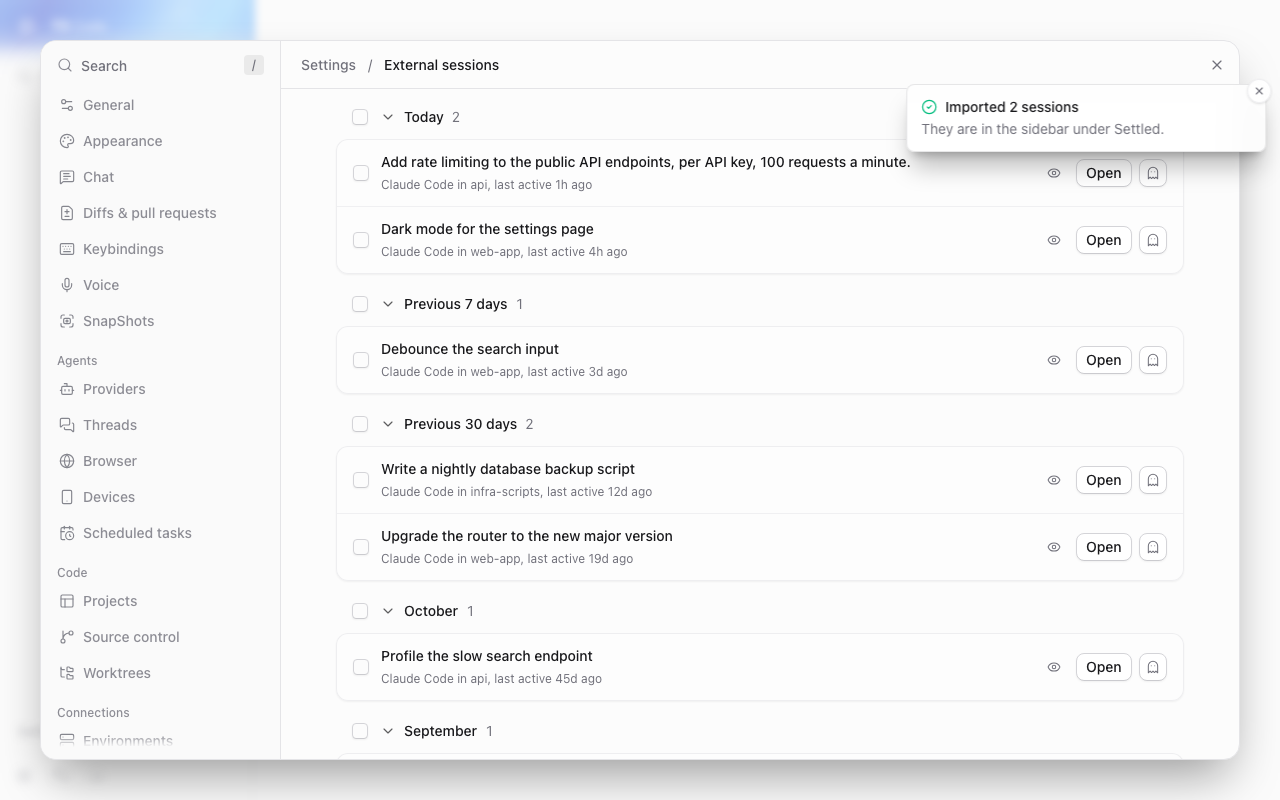 Search
/
General
Appearance
Chat
Diffs & pull requests
Keybindings
Voice
SnapShots
Agents
Providers
Threads
Browser
Devices
Scheduled tasks
Code
Projects
Source control
Worktrees
Connections
Environments
Settings / External sessions
Imported 2 sessions
They are in the sidebar under Settled.
Today 2
Add rate limiting to the public API endpoints, per API key, 100 requests a minute.
Claude Code in api, last active 1h ago
Open
Dark mode for the settings page
Claude Code in web-app, last active 4h ago
Open
Previous 7 days 1
Debounce the search input
Claude Code in web-app, last active 3d ago
Open
Previous 30 days 2
Write a nightly database backup script
Claude Code in infra-scripts, last active 12d ago
Open
Upgrade the router to the new major version
Claude Code in web-app, last active 19d ago
Open
October 1
Profile the slow search endpoint
Claude Code in api, last active 45d ago
Open
September 1